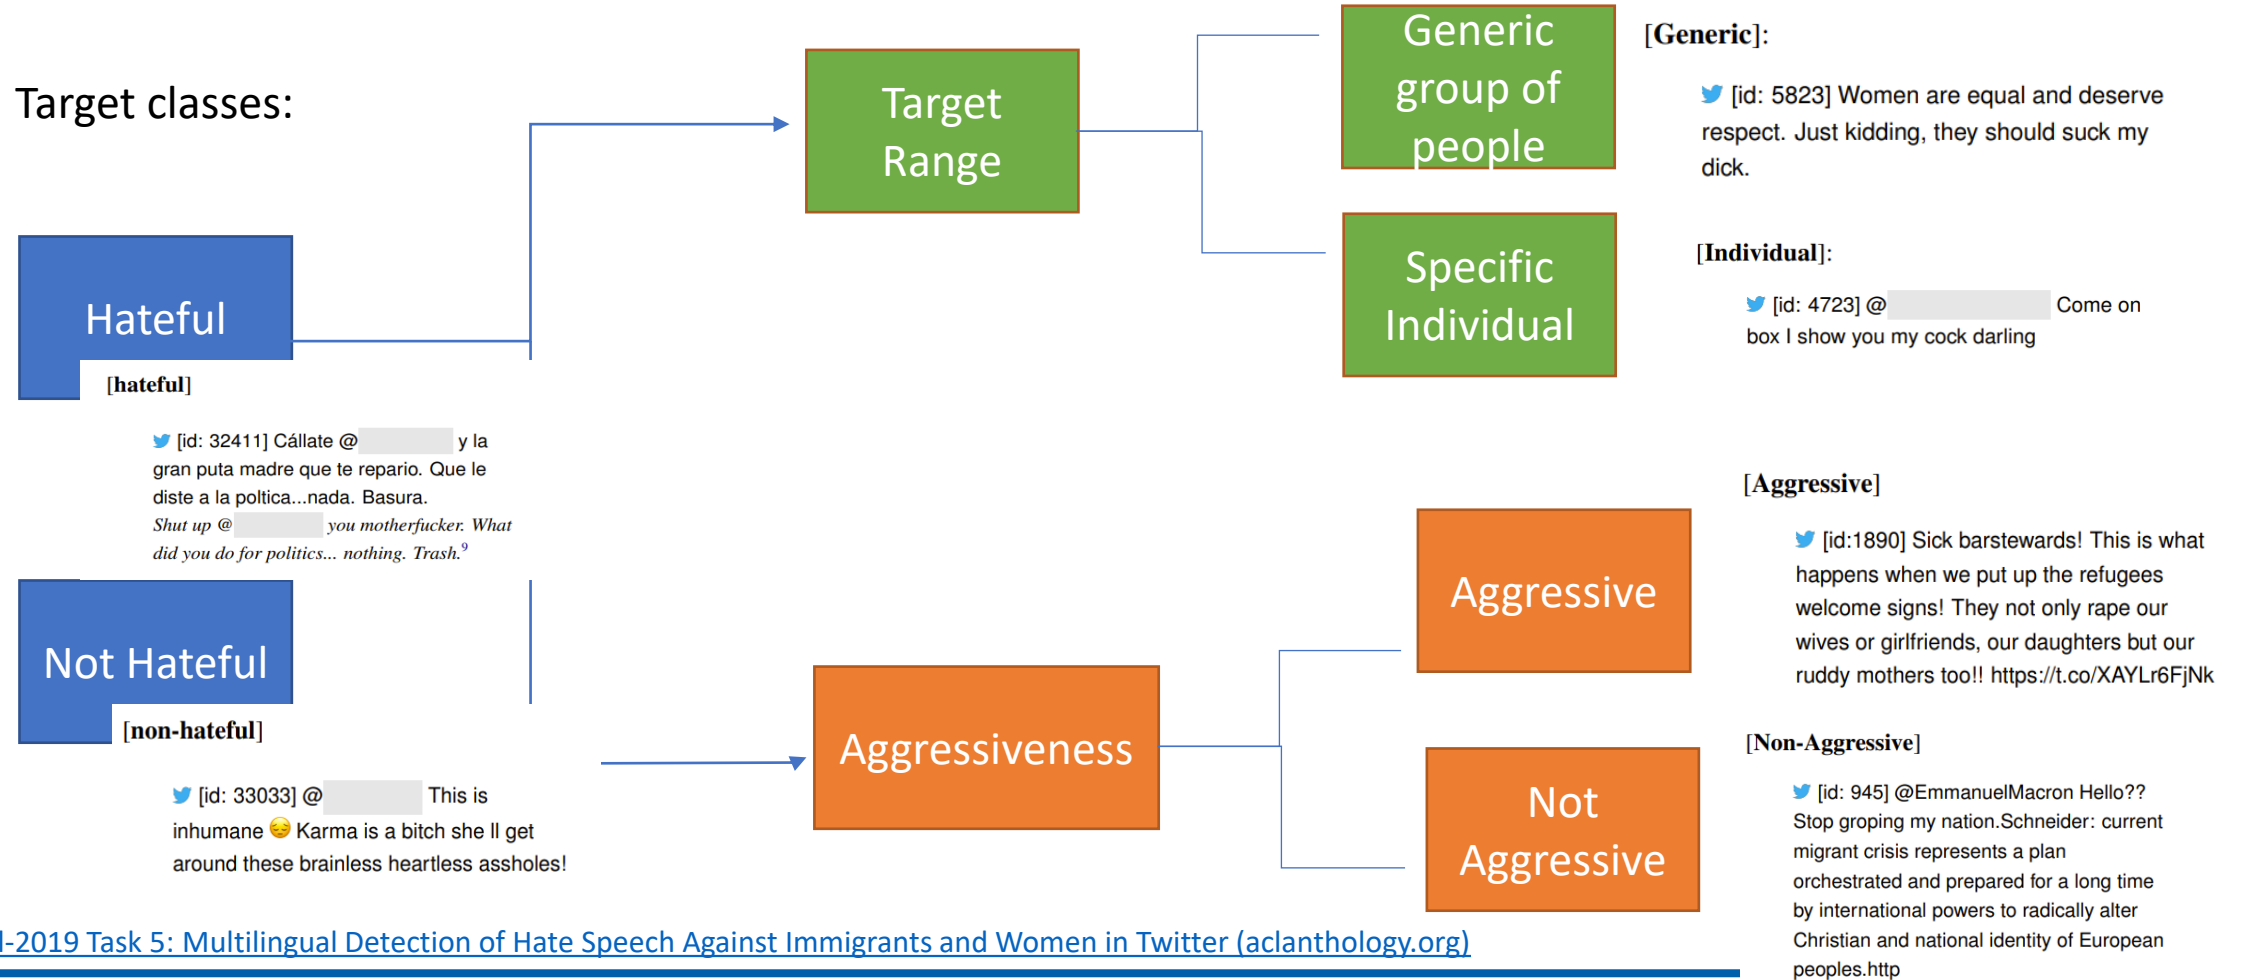 Target classes:
Hateful
[hateful]
[id: 32411] Cállate @ y la
gran puta madre que te repario. Que le
diste a la poltica...nada. Basura.
Shut up @ you motherfucker. What
did you do for politics... nothing. Trash.9
Not Hateful
[non-hateful]
[id: 33033] @ This is
inhumane 😔 Karma is a bitch she ll get
around these brainless heartless assholes!
Target
Range
Generic
group of
people
[Generic]:
[id: 5823] Women are equal and deserve
respect. Just kidding, they should suck my
dick.
Specific
Individual
[Individual]:
[id: 4723] @ Come on
box I show you my cock darling
Aggressiveness
Aggressive
[Aggressive]
[id:1890] Sick barstewards! This is what
happens when we put up the refugees
welcome signs! They not only rape our
wives or girlfriends, our daughters but our
ruddy mothers too!! https://t.co/XAYLr6FjNk
Not
Aggressive
[Non-Aggressive]
[id: 945] @EmmanuelMacron Hello??
Stop groping my nation.Schneider: current
migrant crisis represents a plan
orchestrated and prepared for a long time
by international powers to radically alter
Christian and national identity of European
peoples.http
l-2019 Task 5: Multilingual Detection of Hate Speech Against Immigrants and Women in Twitter (aclanthology.org)